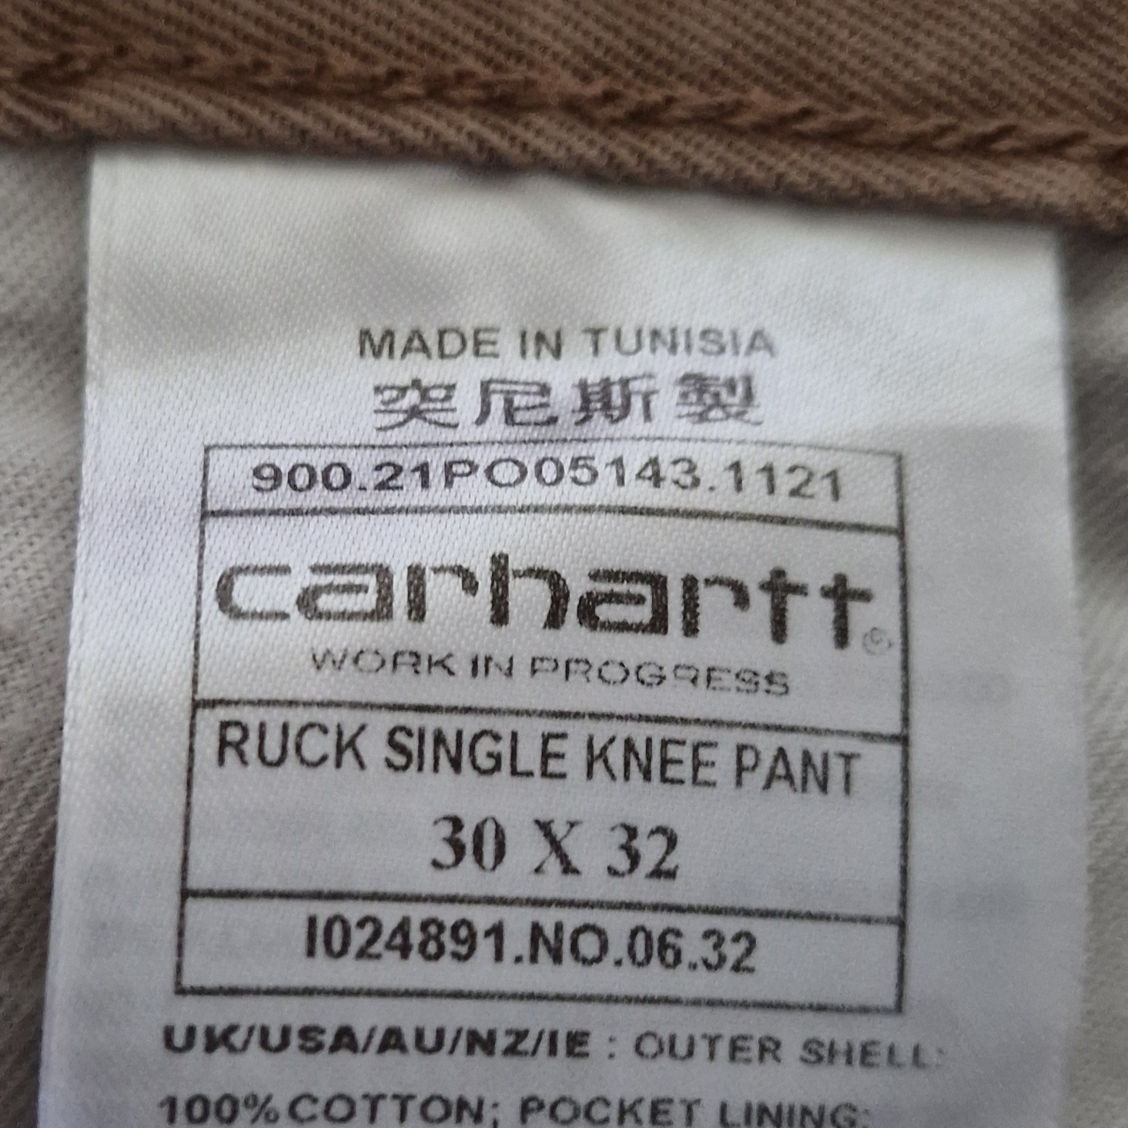 MADE IN TUNISIA
突尼斯製
900.21PO05143.1121
carhartt
WORK IN PROGRESS
RUCK SINGLE KNEE PANT
30 X 32
I024891.NO.06.32
UK/USA/AU/NZ/IE : OUTER SHELL:
100% COTTON; POCKET LINING: